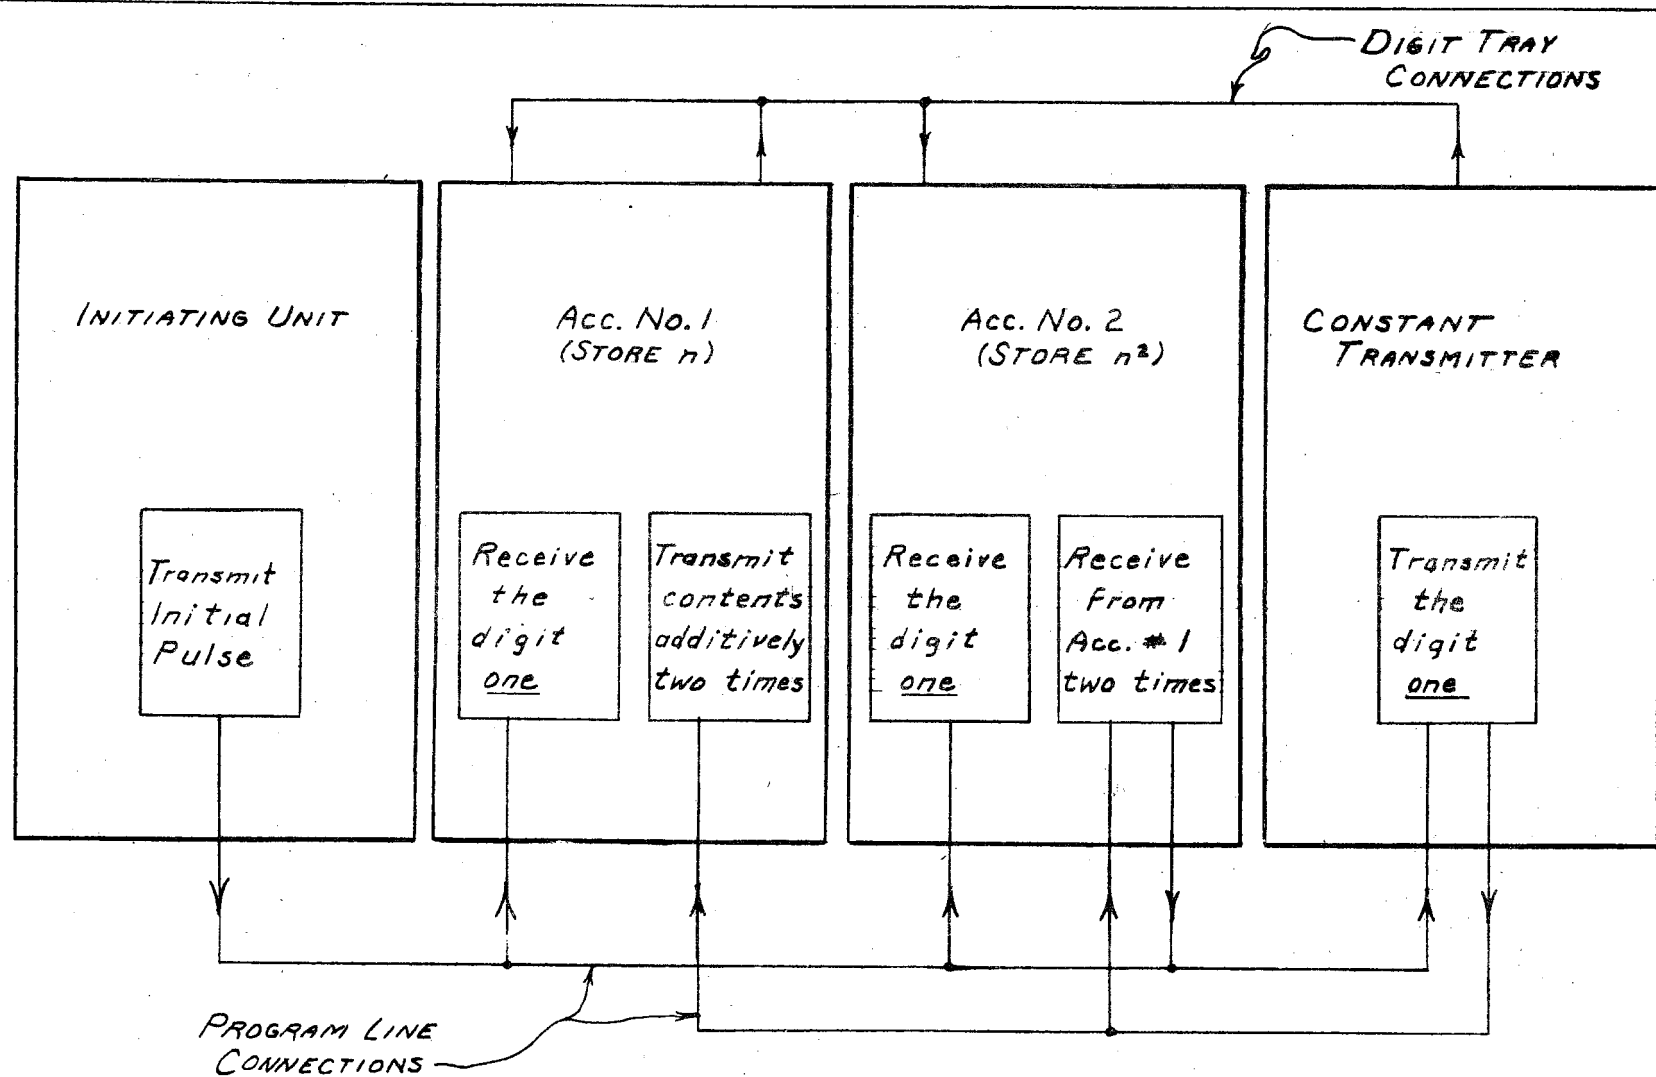 DIGIT TRAY
CONNECTIONS
INITIATING UNIT
ACC. NO. 1
(STORE n)
ACC. NO. 2
(STORE n²)
CONSTANT
TRANSMITTER
Transmit
Initial
Pulse
Receive
the
digit
one
Transmit
contents
additively
two times
Receive
the
digit
one
Receive
from
Acc. #1
two times
Transmit
the
digit
one
PROGRAM LINE
CONNECTIONS